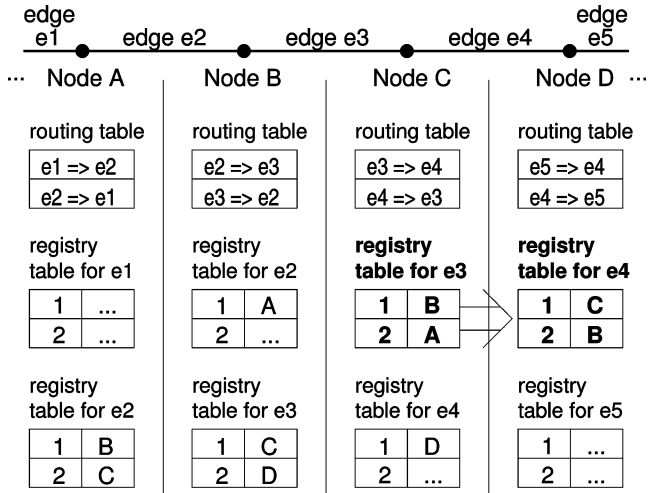 edge edge
e1 edge e2 edge e3 edge e4 e5
... Node A Node B Node C Node D ...
routing table routing table routing table routing table
e1 => e2 e2 => e3 e3 => e4 e5 => e4
e2 => e1 e3 => e2 e4 => e3 e4 => e5
registry registry registry registry
table for e1 table for e2 table for e3 table for e4
1 ... 1 A 1 B 1 C
2 ... 2 ... 2 A 2 B
registry registry registry registry
table for e2 table for e3 table for e4 table for e5
1 B 1 C 1 D 1 ...
2 C 2 D 2 ... 2 ...